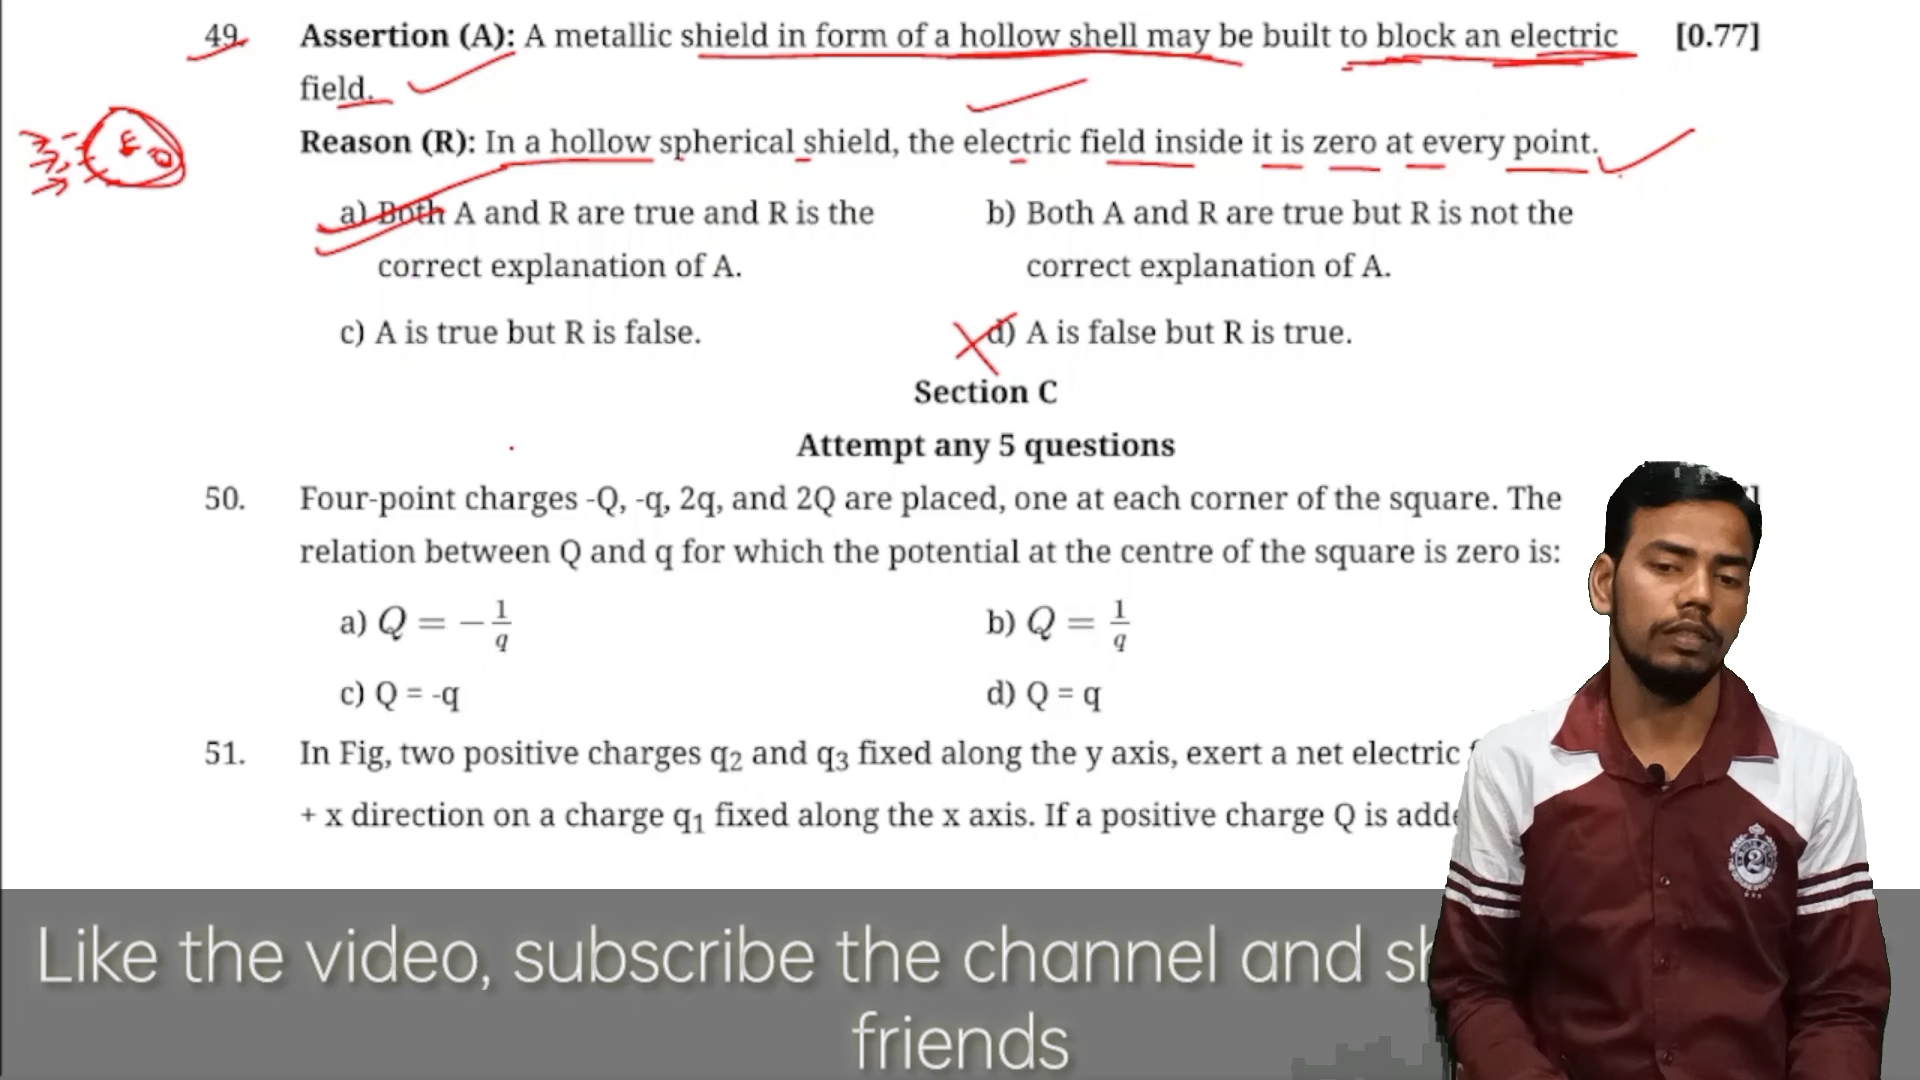 49. Assertion (A): A metallic shield in form of a hollow shell may be built to block an electric [0.77]
field.
E 0
Reason (R): In a hollow spherical shield, the electric field inside it is zero at every point.
a) Both A and R are true and R is the
correct explanation of A.
b) Both A and R are true but R is not the
correct explanation of A.
c) A is true but R is false.
d) A is false but R is true.
Section C
Attempt any 5 questions
50. Four-point charges -Q, -q, 2q, and 2Q are placed, one at each corner of the square. The
relation between Q and q for which the potential at the centre of the square is zero is:
a) Q = -1/q
b) Q = 1/q
c) Q = -q
d) Q = q
51. In Fig, two positive charges q₂ and q₃ fixed along the y axis, exert a net electric
+ x direction on a charge q₁ fixed along the x axis. If a positive charge Q is
2
Like the video, subscribe the channel and
friends